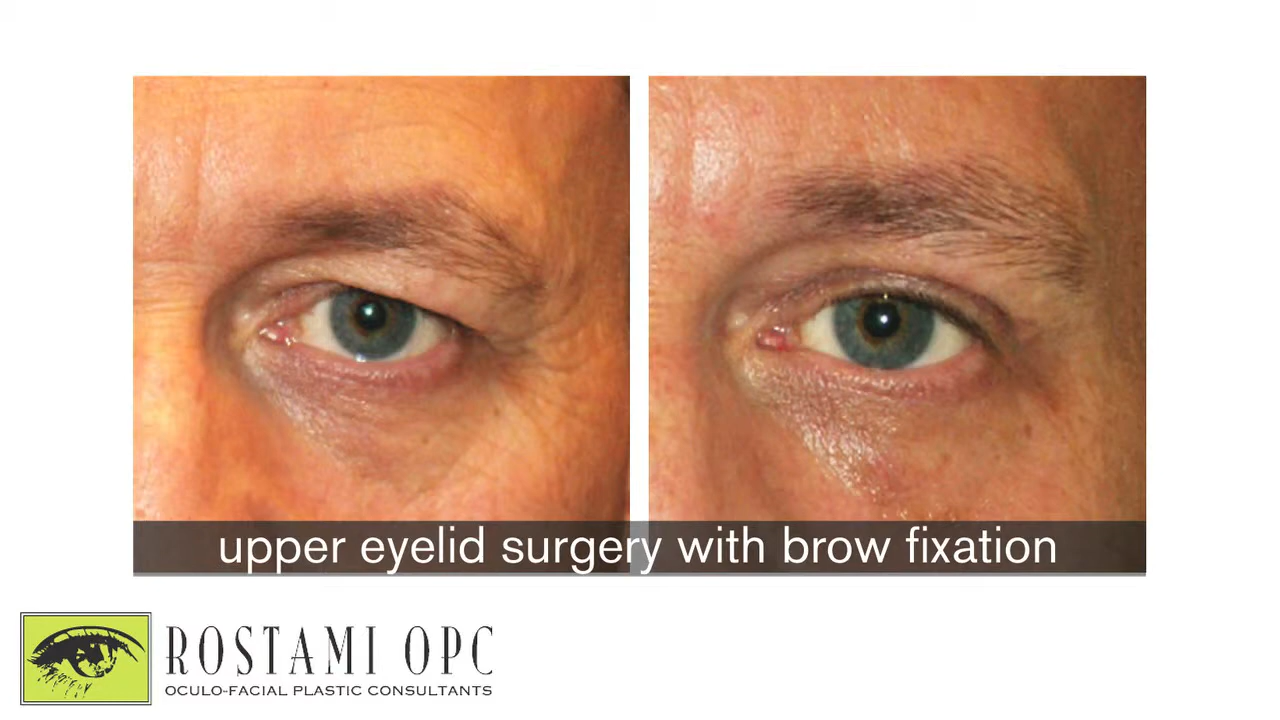 upper eyelid surgery with brow fixation
ROSTAMI OPC
OCULO-FACIAL PLASTIC CONSULTANTS